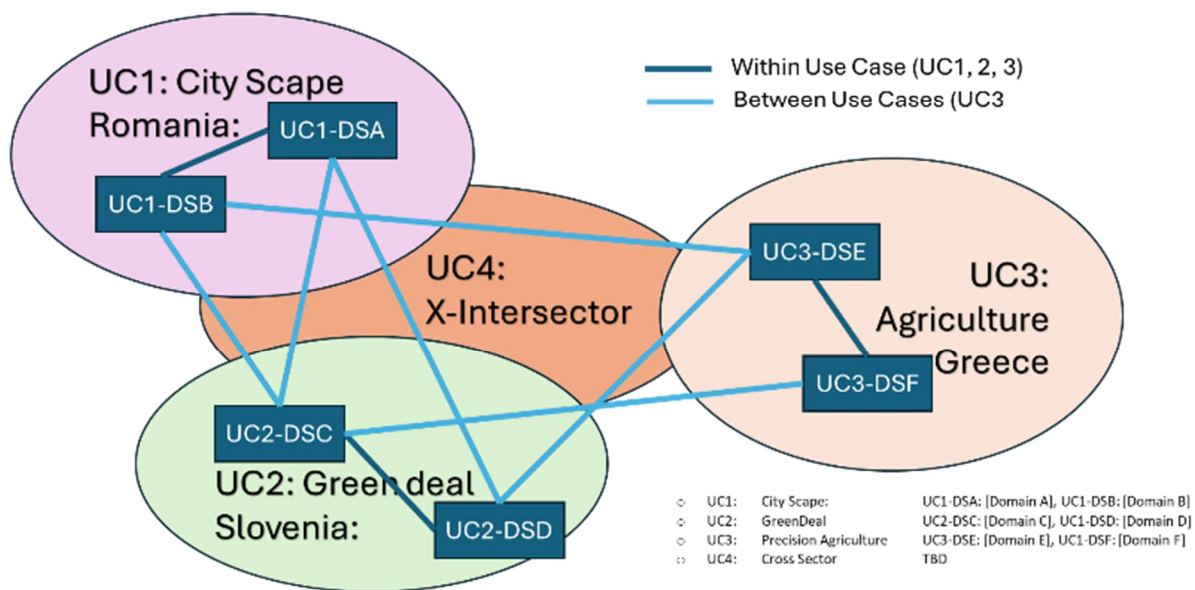 UC1: City Scape
Romania:
UC1-DSA
UC1-DSB
Within Use Case (UC1, 2, 3)
Between Use Cases (UC3
UC4:
X-Intersector
UC3-DSE
UC3:
Agriculture
Greece
UC3-DSF
UC2-DSC
UC2: Green deal
Slovenia:
UC2-DSD
○ UC1: City Scape: UC1-DSA: [Domain A], UC1-DSB: [Domain B]
○ UC2: GreenDeal UC2-DSC: [Domain C], UC1-DSD: [Domain D]
○ UC3: Precision Agriculture UC3-DSE: [Domain E], UC1-DSF: [Domain F]
○ UC4: Cross Sector TBD